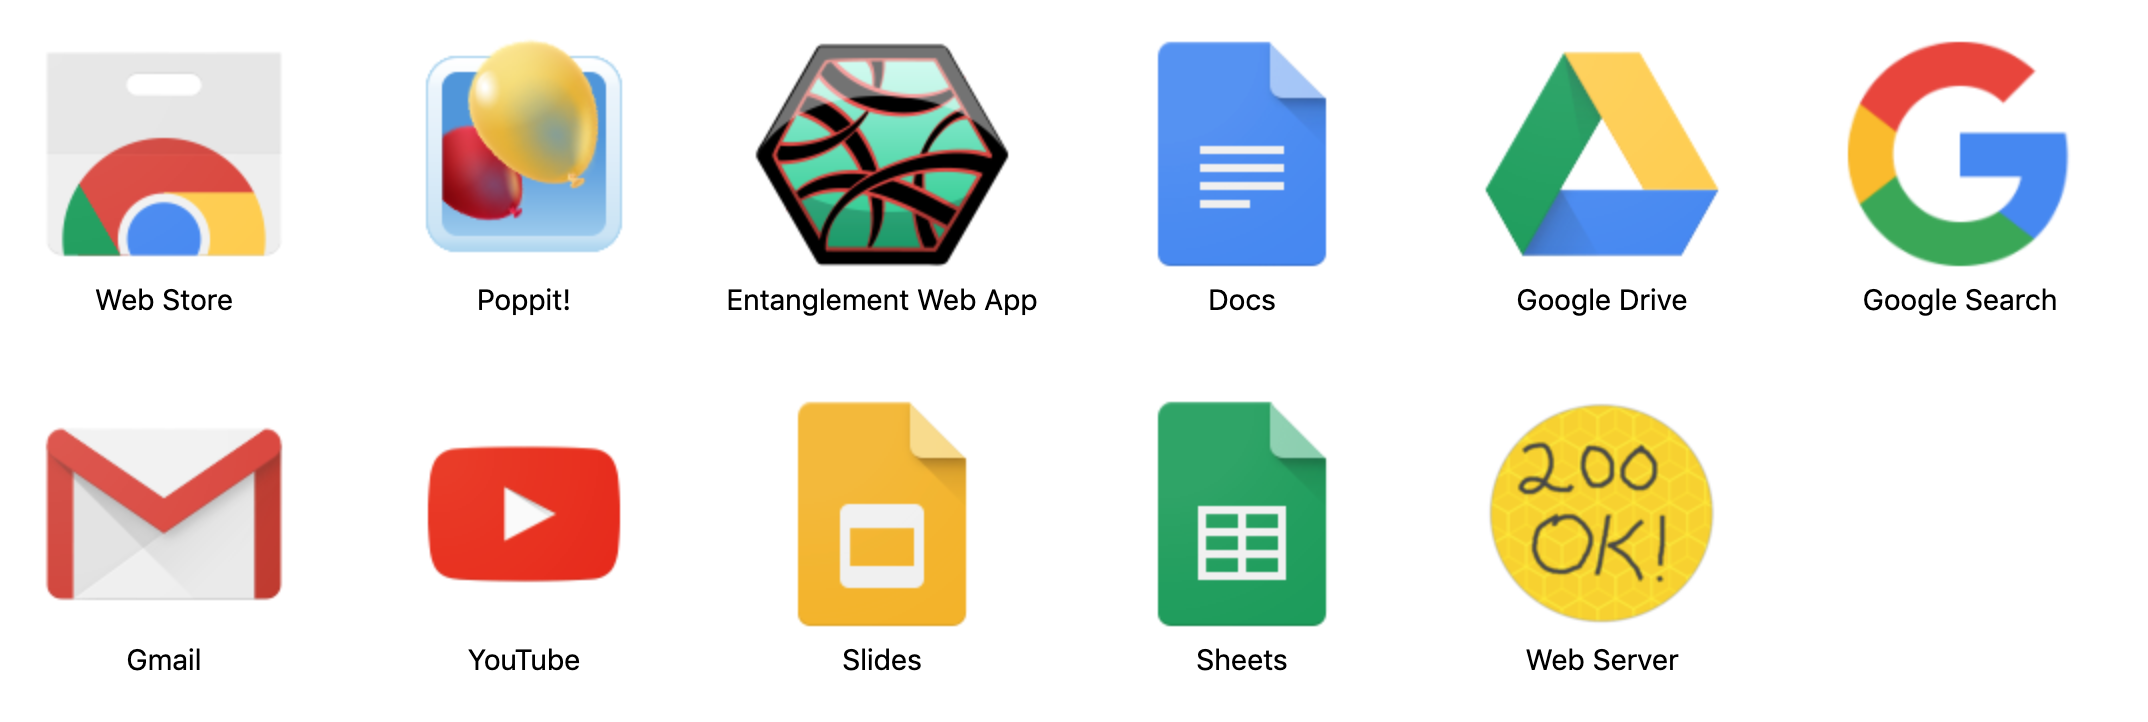 Web Store
Poppit!
Entanglement Web App
Docs
Google Drive
Google Search
Gmail
YouTube
Slides
Sheets
200
OK!
Web Server